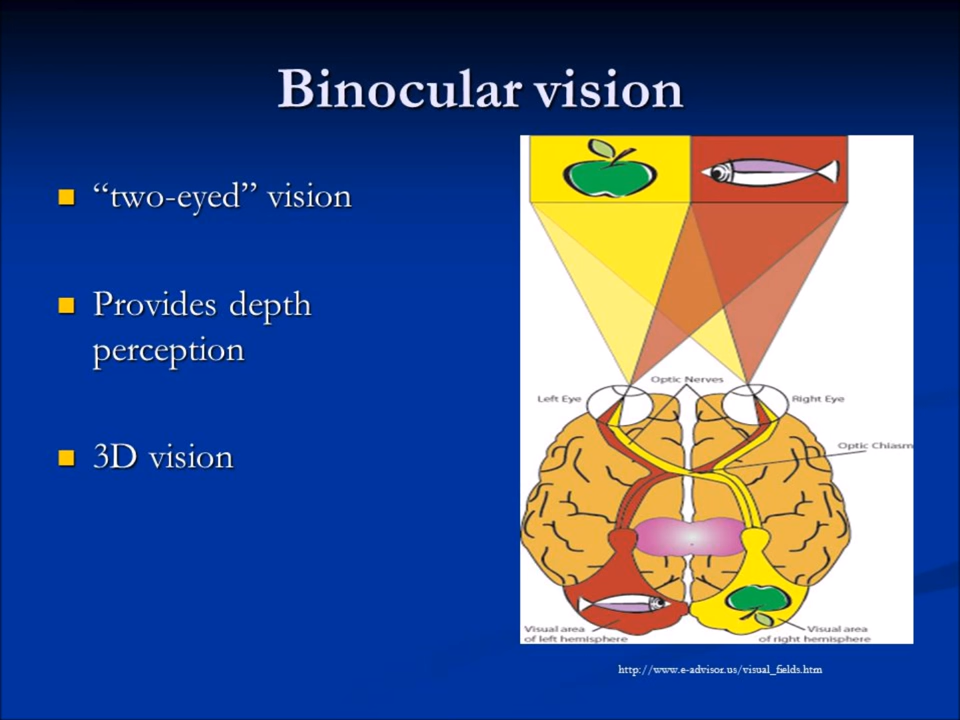 Binocular vision
“two-eyed” vision
Provides depth
perception
3D vision
Optic Nerves
Left Eye
Right Eye
Optic Chiasm
Visual area
of left hemisphere
Visual area
of right hemisphere
http://www.e-advisor.us/visual_fields.htm